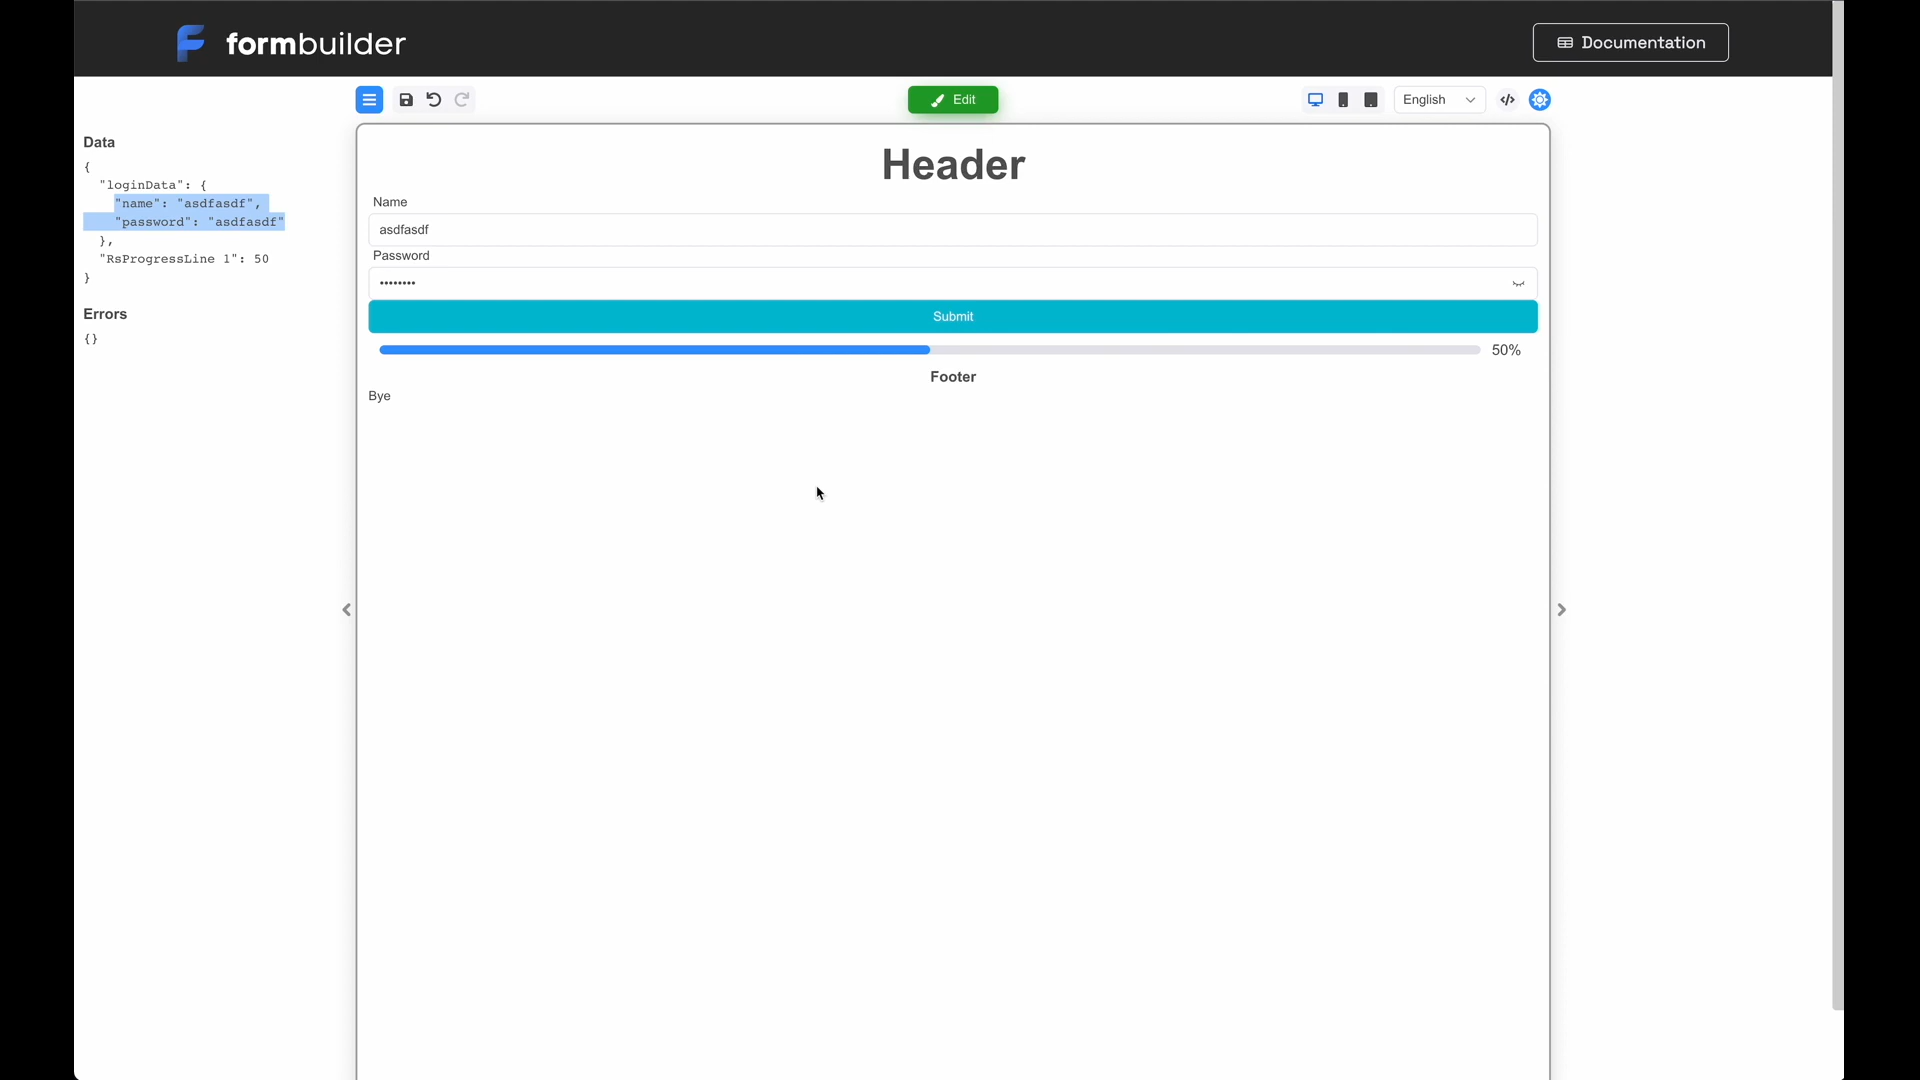 formbuilder
Documentation
Edit
English
Data
{
"loginData": {
"name": "asdfasdf",
"password": "asdfasdf"
},
"RsProgressLine 1": 50
}
Errors
{}
Header
Name
asdfasdf
Password
••••••••
Submit
50%
Footer
Bye